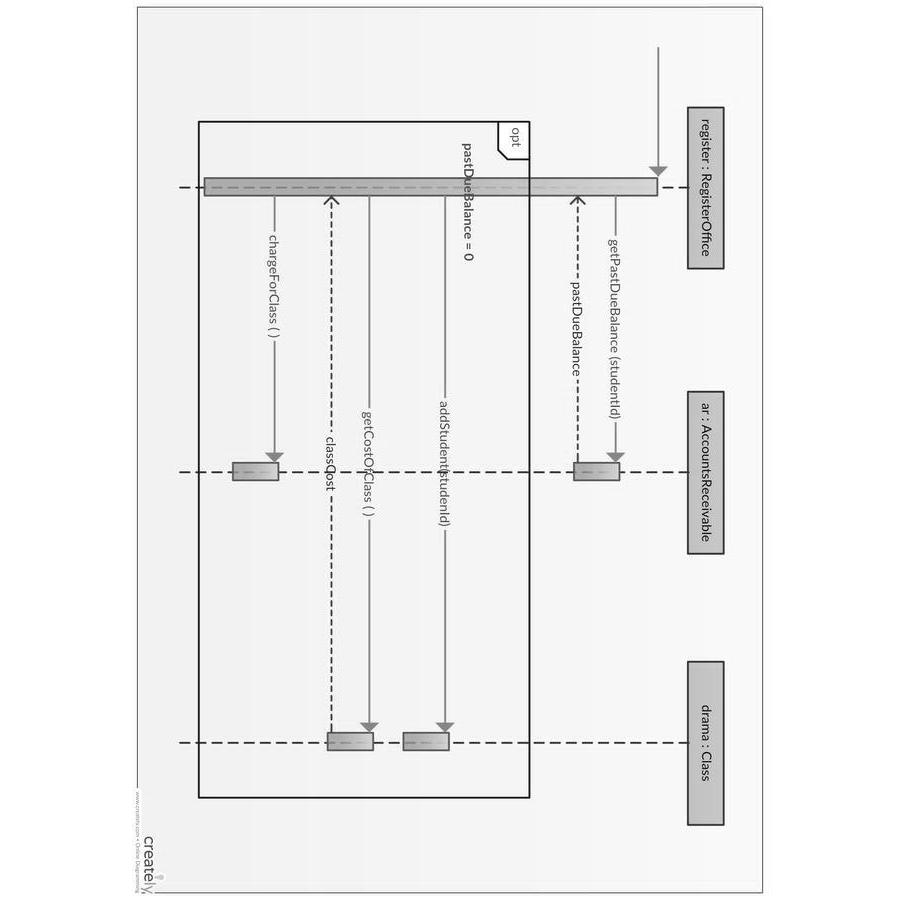 register : RegisterOffice
ar : AccountsReceivable
drama : Class
getPastDueBalance (studentId)
pastDueBalance
opt
pastDueBalance = 0
addStudent(studenId)
getCostOfClass ( )
classCost
chargeForClass ( )
creately
www.creately.com • Online Diagramming